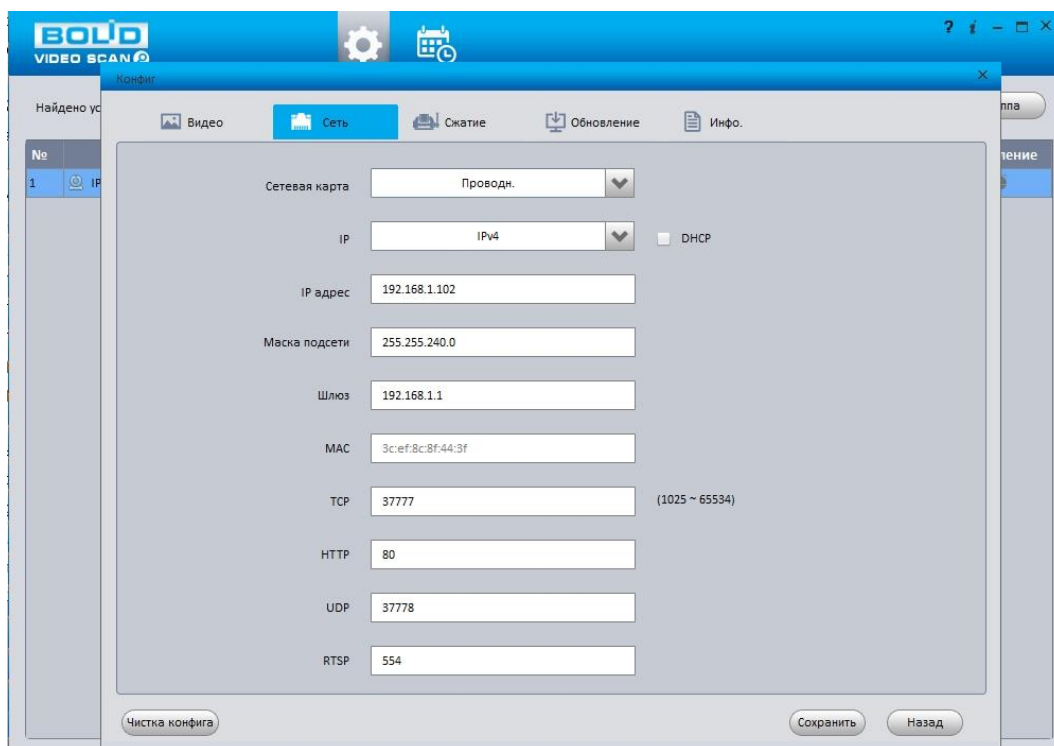 BOLID
VIDEO SCAN
? i
Конфиг
Найдено ус
ппа
Видео
Сеть
Сжатие
Обновление
Инфо.
№
ление
1 IP
Сетевая карта Проводн.
IP IPv4 DHCP
IP адрес 192.168.1.102
Маска подсети 255.255.240.0
Шлюз 192.168.1.1
MAC 3c:ef:8c:8f:44:3f
TCP 37777 (1025 ~ 65534)
HTTP 80
UDP 37778
RTSP 554
Чистка конфига
Сохранить
Назад